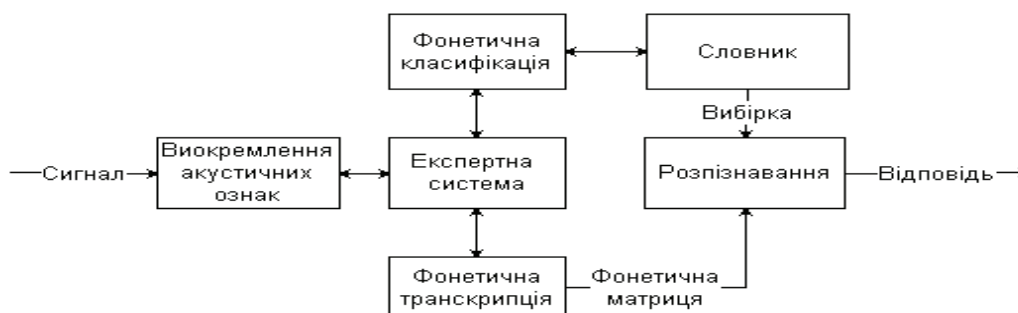 Фонетична
класифікація
Словник
Вибірка
Сигнал
Виокремлення
акустичних
ознак
Експертна
система
Розпізнавання
Відповідь
Фонетична
транскрипція
Фонетична
матриця